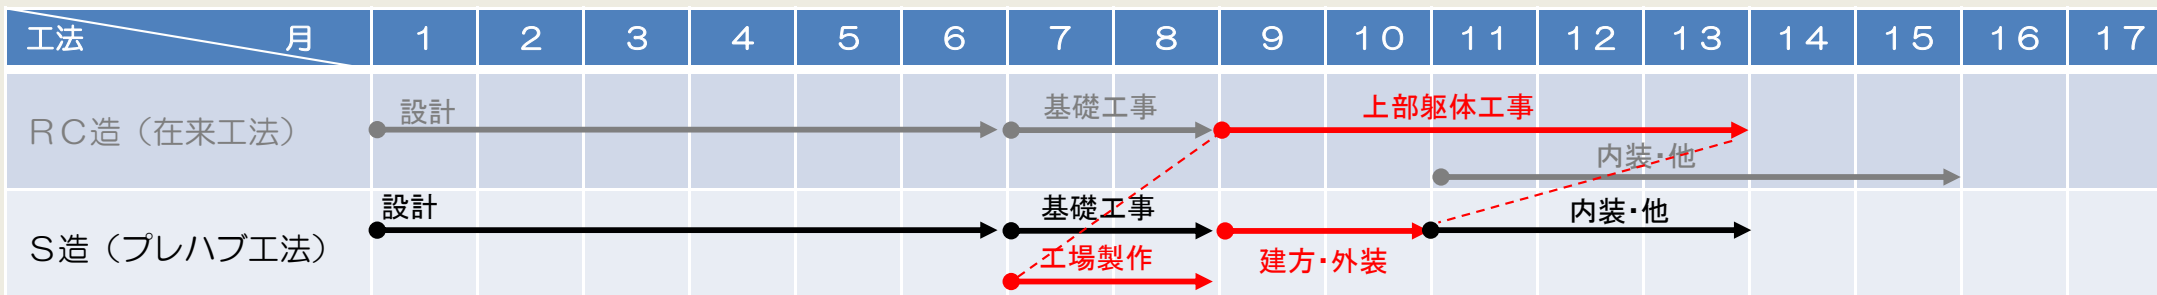 工法 月 １ ２ ３ ４ ５ ６ ７ ８ ９ １０ １１ １２ １３ １４ １５ １６ １７
設計 基礎工事 上部躯体工事
ＲＣ造（在来工法）
内装・他
設計 基礎工事 内装・他
Ｓ造（プレハブ工法）
工場製作 建方・外装